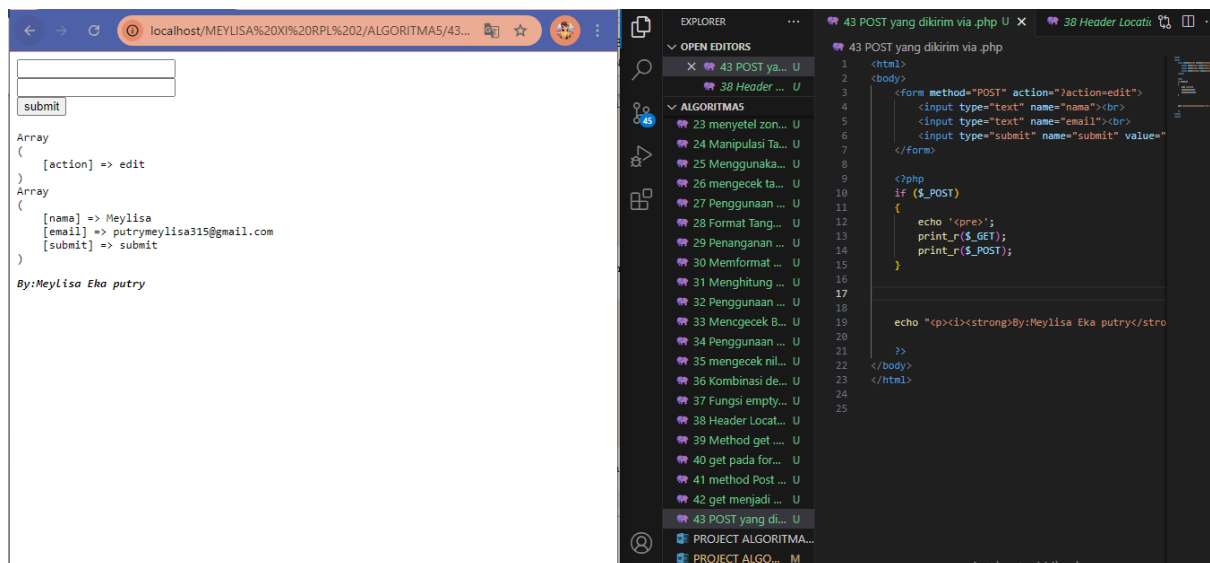 localhost/MEYLISA%20XI%20RPL%202/ALGORITMA5/43...
submit
Array
(
[action] => edit
)
Array
(
[nama] => Meylisa
[email] => putrymeylisa315@gmail.com
[submit] => submit
)
By:Meylisa Eka putry
45
EXPLORER ...
OPEN EDITORS
43 POST ya... U
38 Header ... U
ALGORITMA5
23 menyetel zon... U
24 Manipulasi Ta... U
25 Menggunaka... U
26 mengecek ta... U
27 Penggunaan ... U
28 Format Tang... U
29 Penanganan ... U
30 Memformat ... U
31 Menghitung ... U
32 Penggunaan ... U
33 Mencgecek B... U
34 Penggunaan ... U
35 mengecek nil... U
36 Kombinasi de... U
37 Fungsi empty... U
38 Header Locat... U
39 Method get .... U
40 get pada for... U
41 method Post ... U
42 get menjadi ... U
43 POST yang di... U
PROJECT ALGORITMA...
PROJECT ALGO... M
43 POST yang dikirim via .php U 38 Header Locatic
43 POST yang dikirim via .php
1 <html>
2 <body>
3 <form method="POST" action="?action=edit">
4 <input type="text" name="nama"><br>
5 <input type="text" name="email"><br>
6 <input type="submit" name="submit" value="
7 </form>
8
9 <?php
10 if ($_POST)
11 {
12 echo '<pre>';
13 print_r($_GET);
14 print_r($_POST);
15 }
16
17
18
19 echo "<p><i><strong>By:Meylisa Eka putry</stro
20
21 ?>
22 </body>
23 </html>
24
25